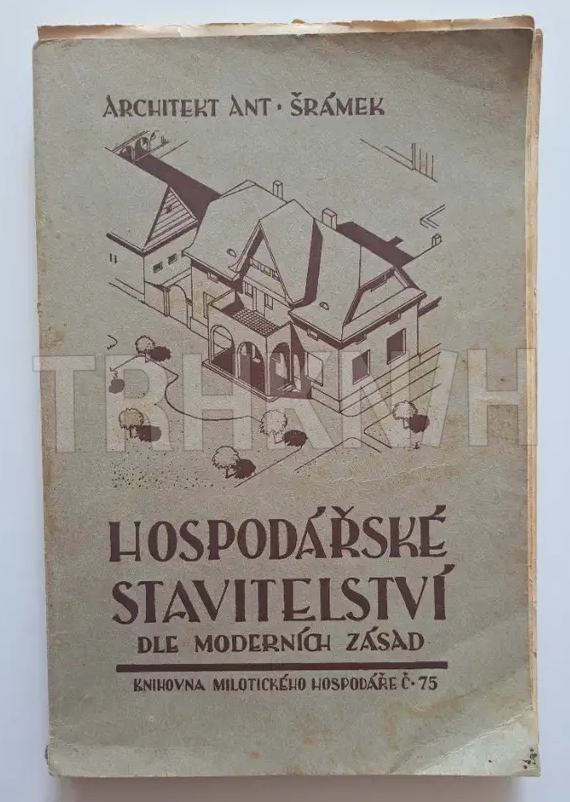 ARCHITEKT ANT · ŠRÁMEK
TRHKNIH
HOSPODÁŘSKÉ
STAVITELSTVÍ
DLE MODERNÍCH ZÁSAD
KNIHOVNA MILOTICKÉHO HOSPODÁŘE Č · 75